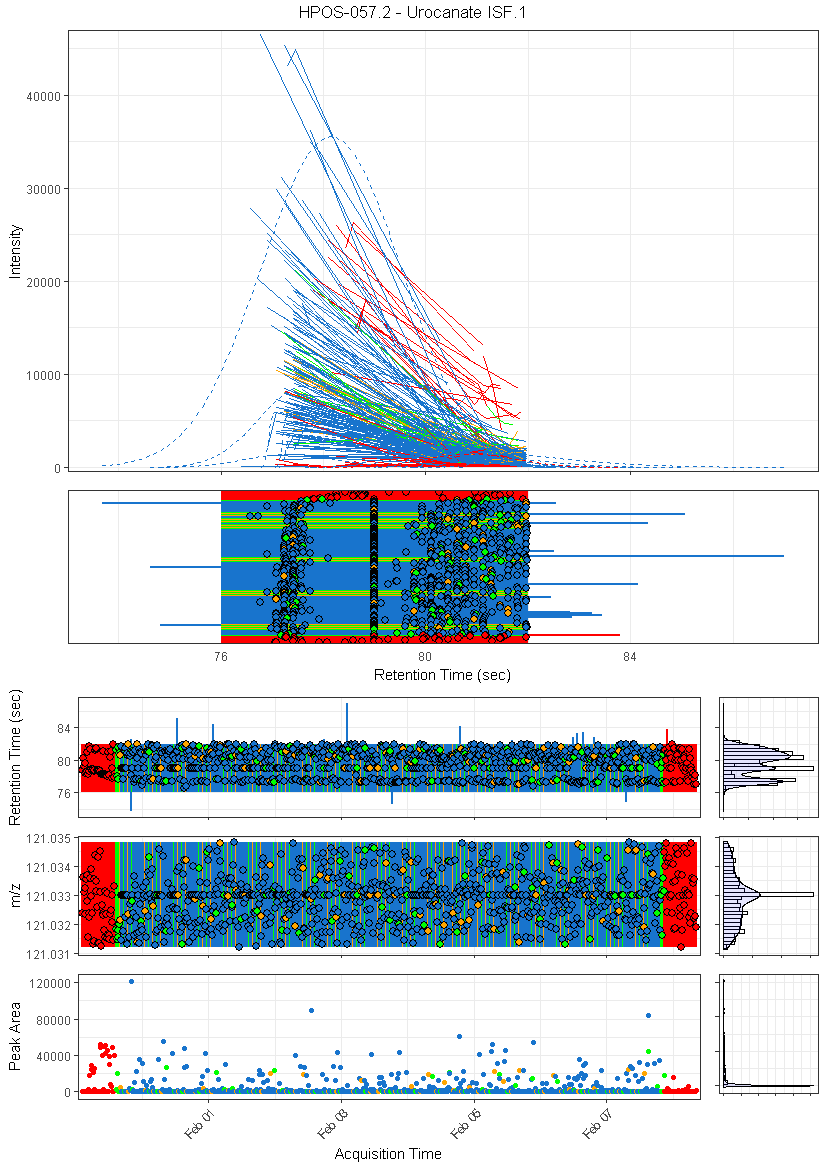 HPOS-057.2 - Urocanate ISF.1
Intensity
40000
30000
20000
10000
0
76
80
84
Retention Time (sec)
Retention Time (sec)
84
80
76
m/z
121.035
121.034
121.033
121.032
121.031
Peak Area
120000
80000
40000
0
Feb 01
Feb 03
Feb 05
Feb 07
Acquisition Time